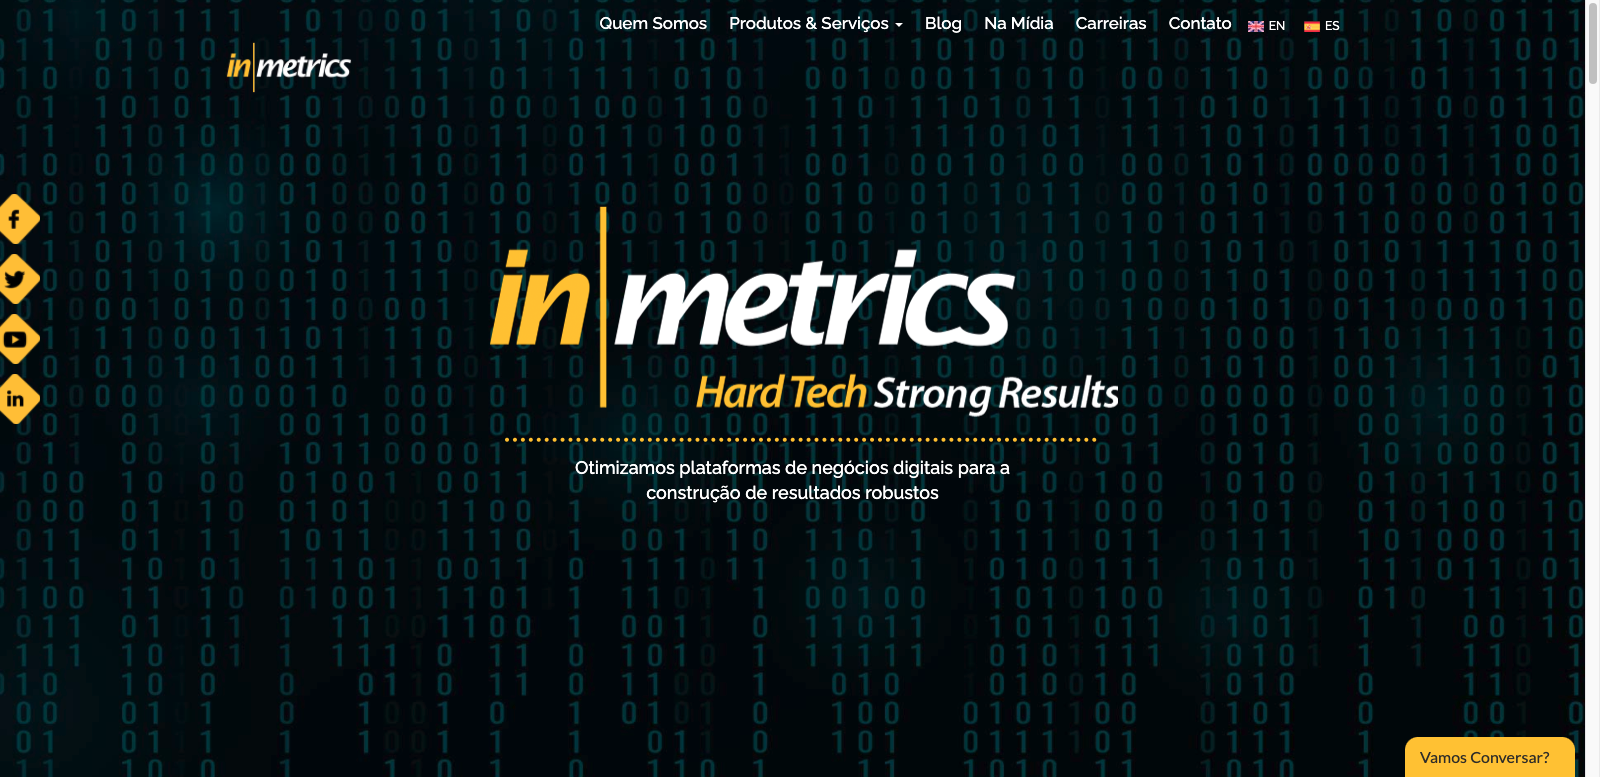 Quem Somos Produtos & Serviços Blog Na Mídia Carreiras Contato EN ES
in metrics
in metrics
Hard Tech Strong Results
Otimizamos plataformas de negócios digitais para a
construção de resultados robustos
Vamos Conversar?